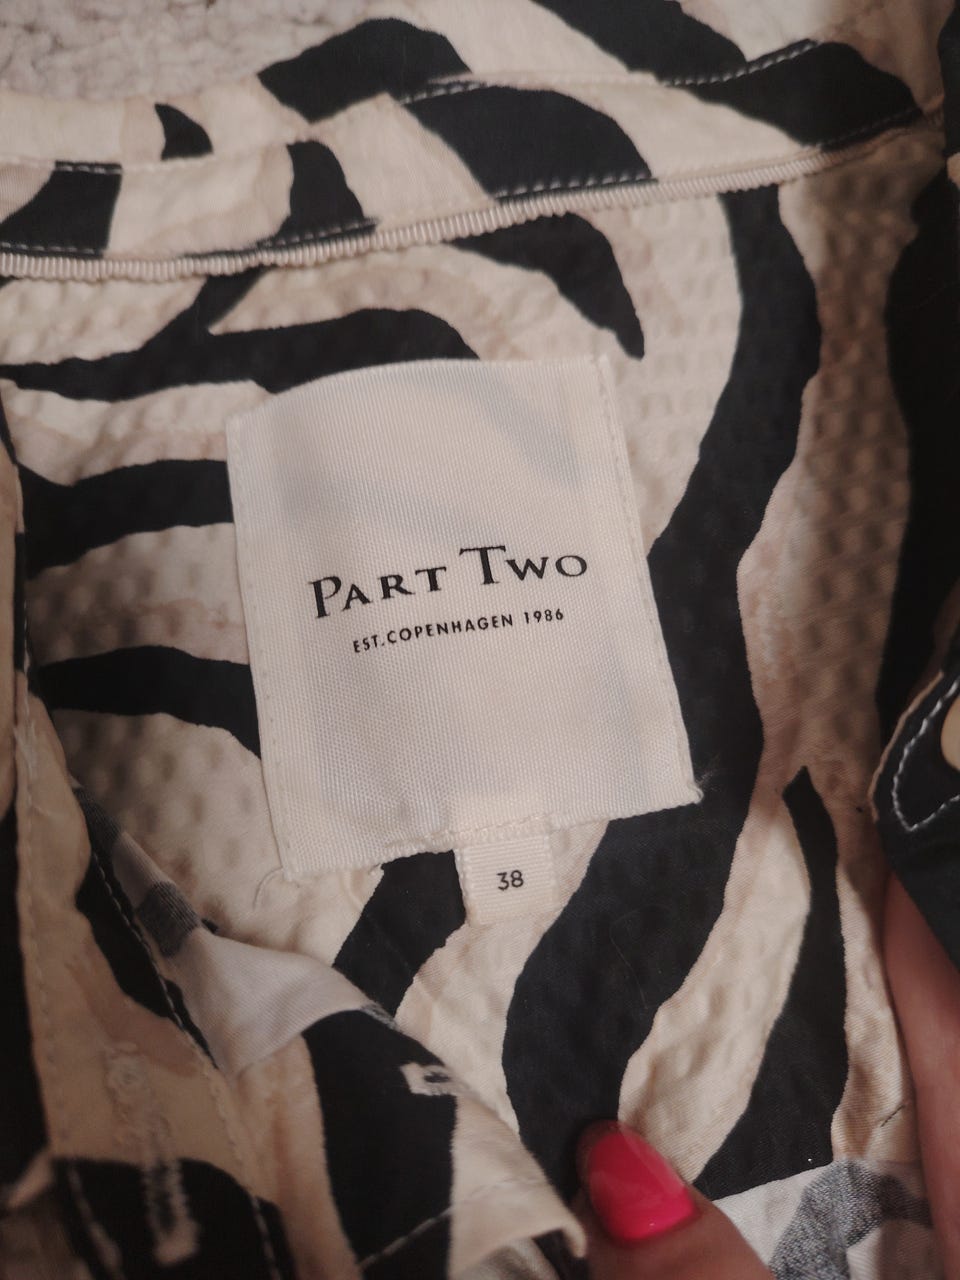 Part Two
EST.COPENHAGEN 1986
38